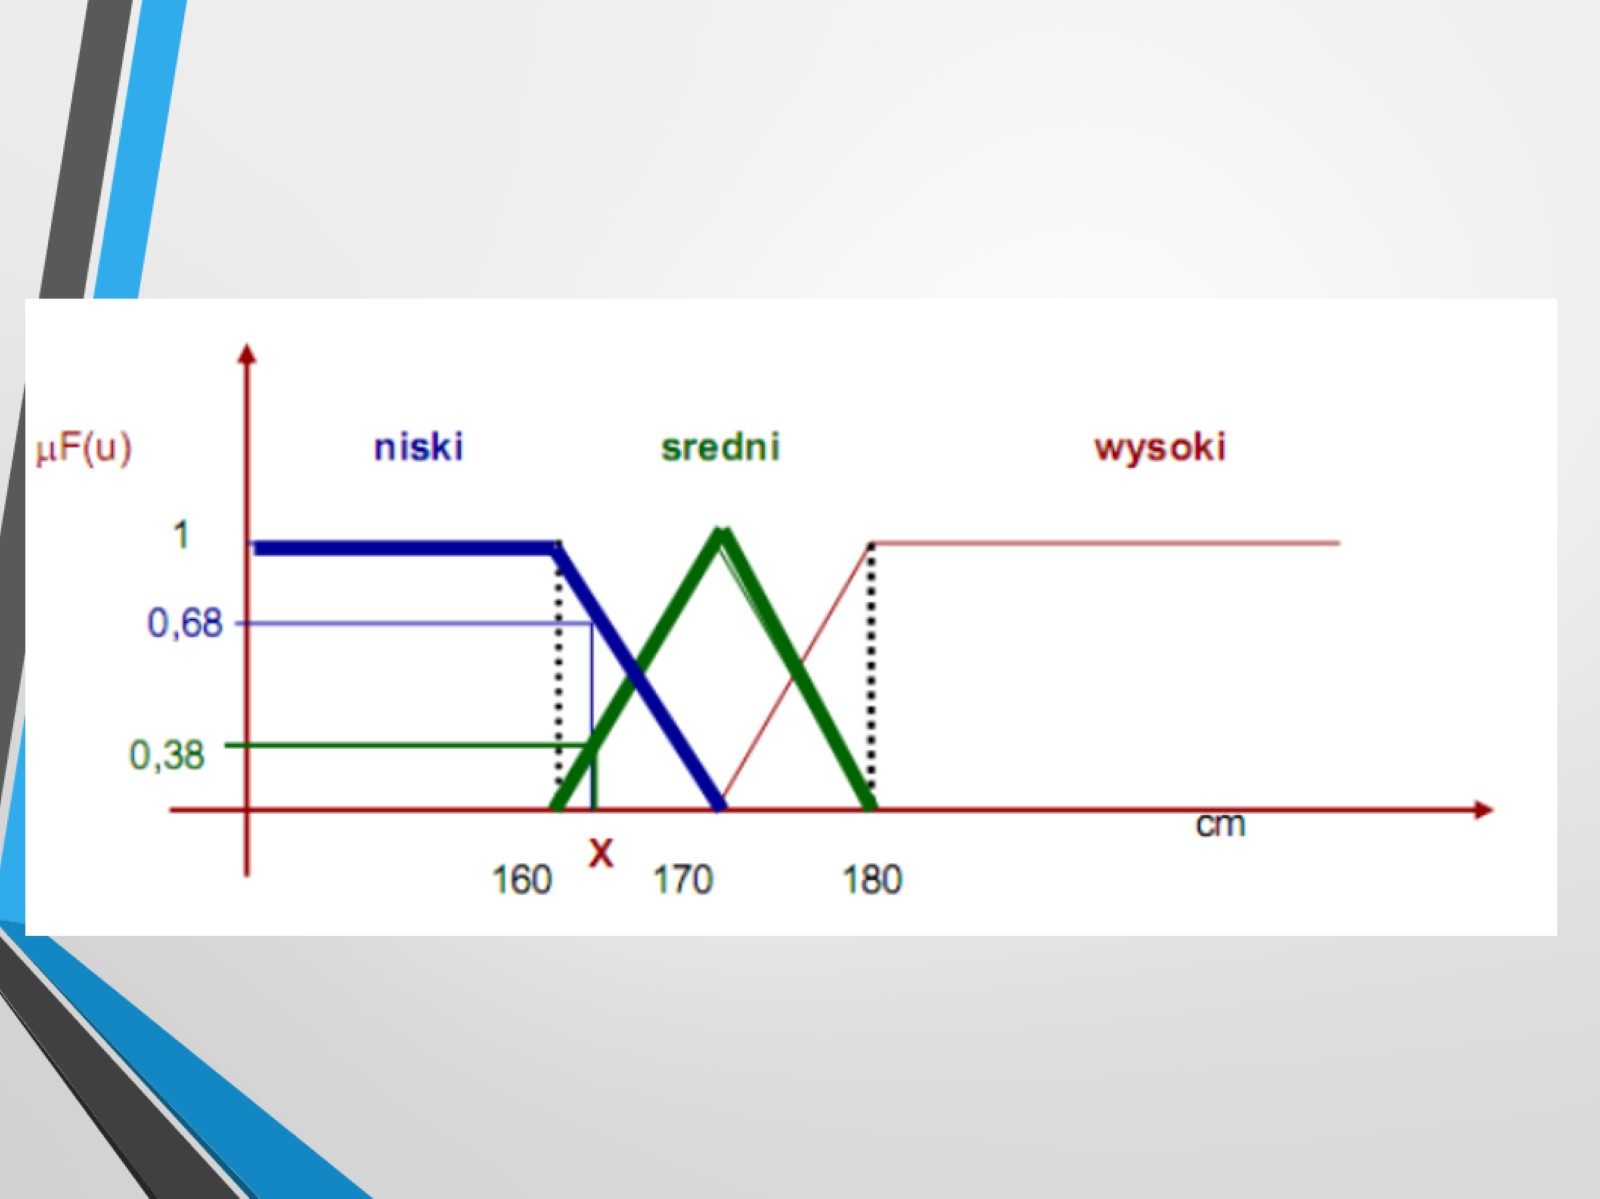 μF(u)
niski
sredni
wysoki
1
0,68
0,38
cm
X
160
170
180